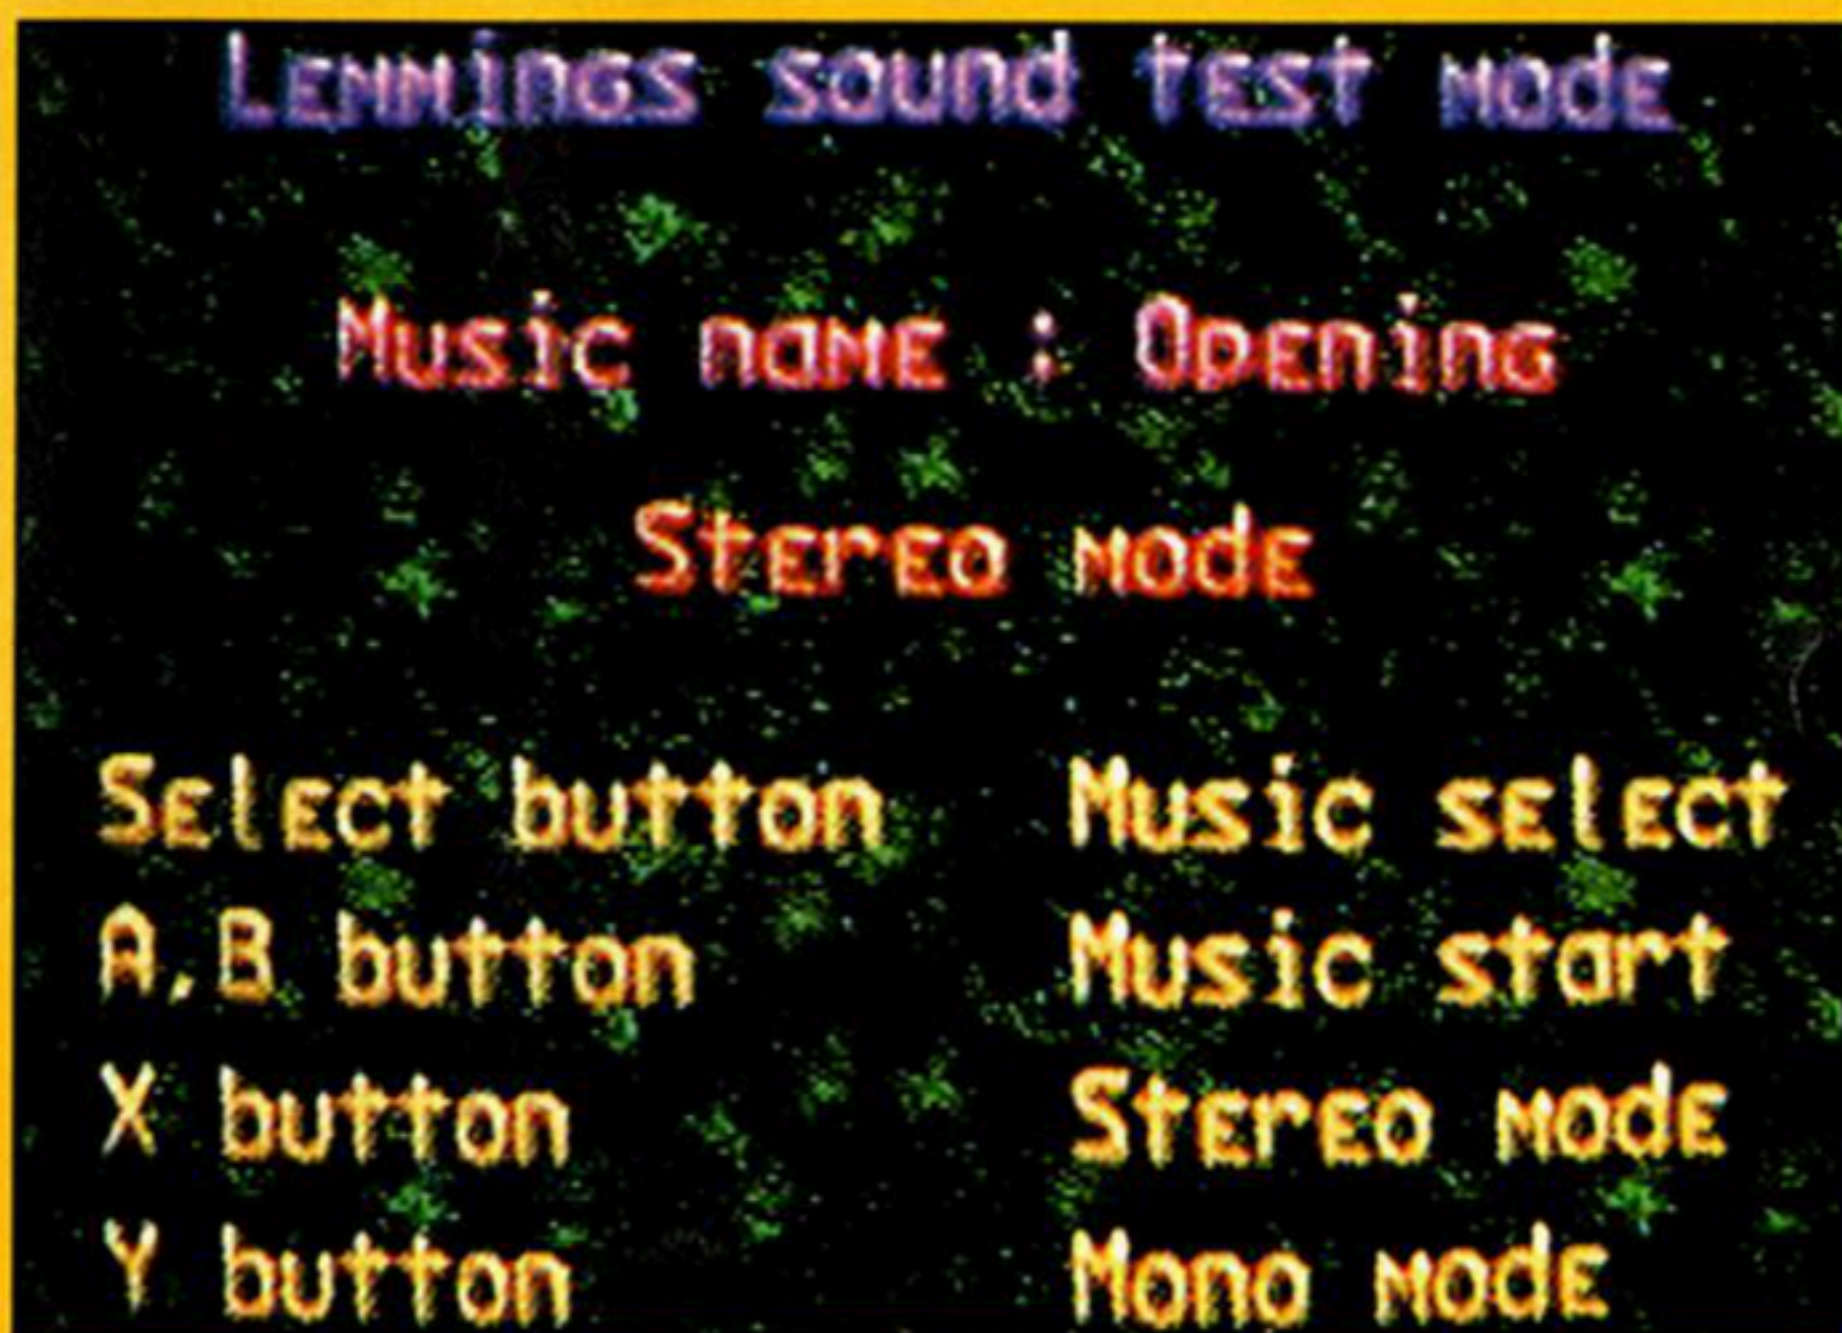 Lemmings sound test mode
Music name : Opening
Stereo mode
Select button Music select
A,B button Music start
X button Stereo mode
Y button Mono mode